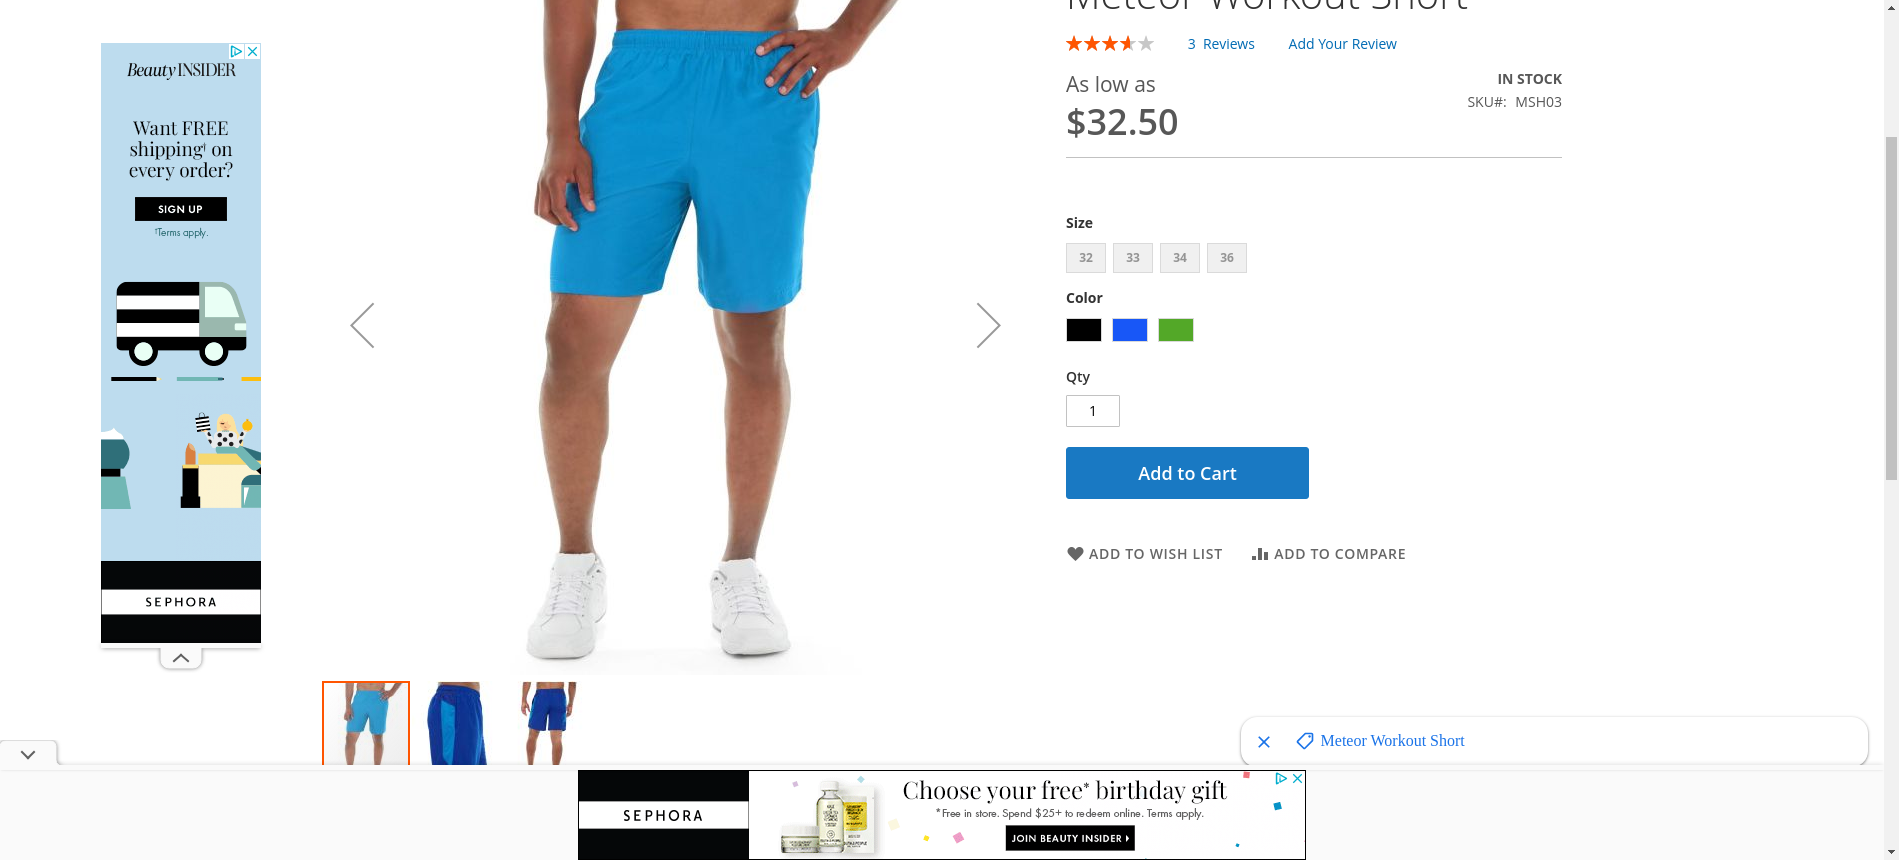 Meteor Workout Short
3 Reviews
Add Your Review
As low as
$32.50
IN STOCK
SKU#: MSH03
Size
32
33
34
36
Color
Qty
1
Add to Cart
ADD TO WISH LIST
ADD TO COMPARE
Beauty INSIDER
Want FREE
shipping† on
every order?
SIGN UP
†Terms apply.
SEPHORA
Meteor Workout Short
SEPHORA
Choose your free* birthday gift
*Free in store. Spend $25+ to redeem online. Terms apply.
JOIN BEAUTY INSIDER